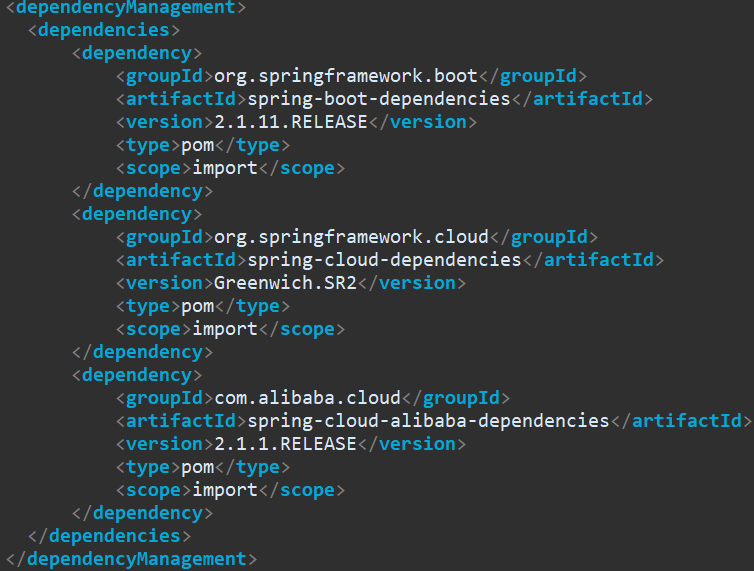 <dependencyManagement>
<dependencies>
<dependency>
<groupId>org.springframework.boot</groupId>
<artifactId>spring-boot-dependencies</artifactId>
<version>2.1.11.RELEASE</version>
<type>pom</type>
<scope>import</scope>
</dependency>
<dependency>
<groupId>org.springframework.cloud</groupId>
<artifactId>spring-cloud-dependencies</artifactId>
<version>Greenwich.SR2</version>
<type>pom</type>
<scope>import</scope>
</dependency>
<dependency>
<groupId>com.alibaba.cloud</groupId>
<artifactId>spring-cloud-alibaba-dependencies</artifactId>
<version>2.1.1.RELEASE</version>
<type>pom</type>
<scope>import</scope>
</dependency>
</dependencies>
</dependencyManagement>